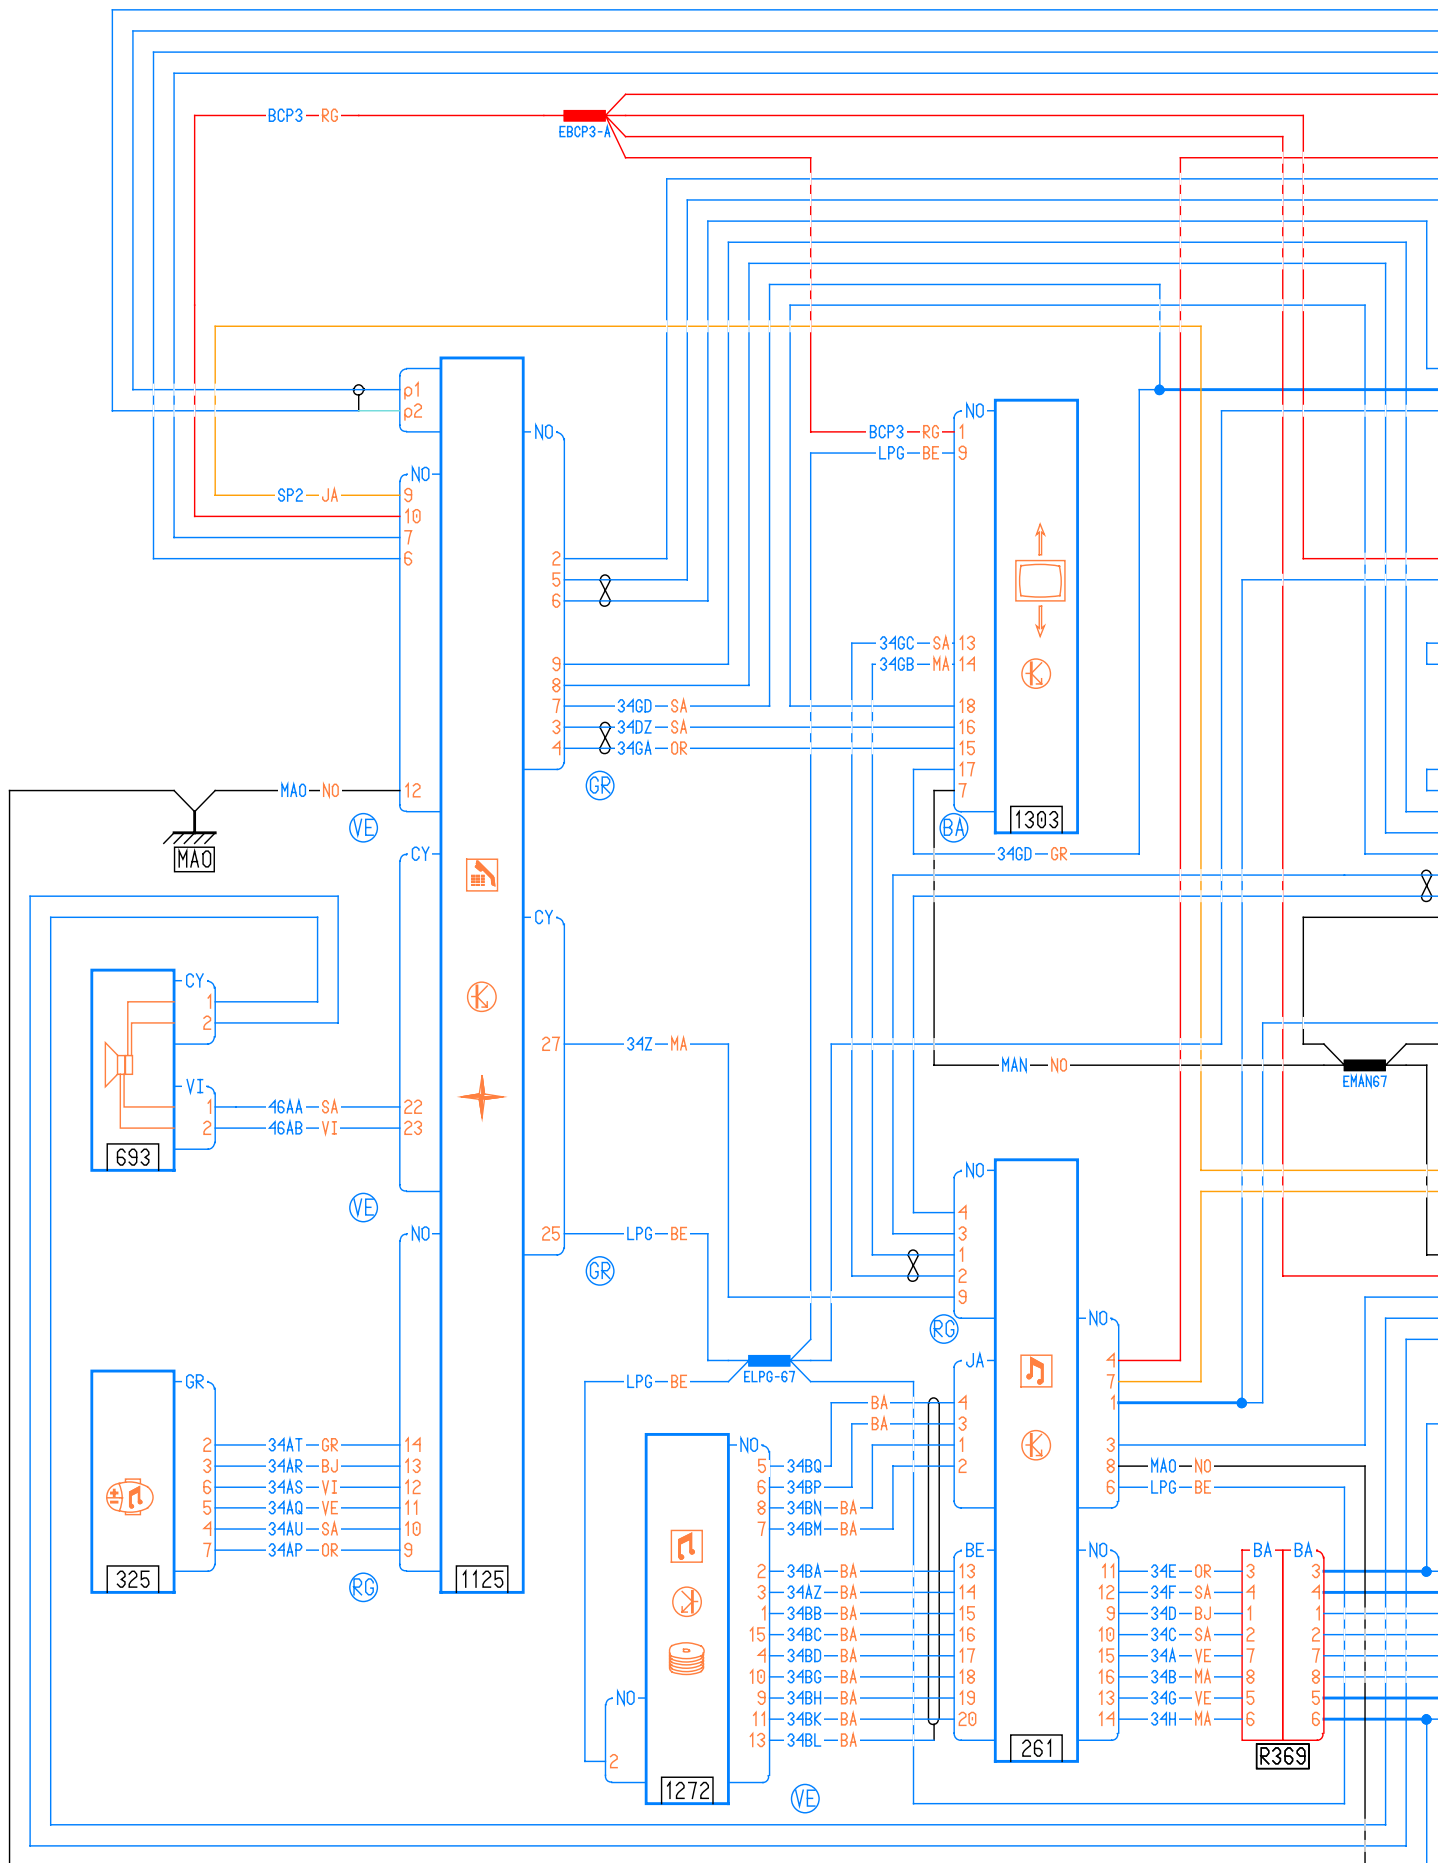 BCP3 RG
EBCP3-A
p1
p2
NO
SP2 JA 9
10
7
6
NO
2
5
6
9
8
7 34GD SA
3 34DZ SA
4 34GA OR
GR
MAO NO 12
VE
MAO
NO
BCP3 RG 1
LPG BE 9
34GC SA 13
34GB MA 14
18
16
15
17
7
1303
BA
34GD GR
CY
CY
27 34Z MA
MAN NO
EMAN67
CY
1
2
VI
1 46AA SA 22
2 46AB VI 23
693
VE
NO
25 LPG BE
GR
NO
4
3
1
2
9
RG
GR
2 34AT GR 14
3 34AR BJ 13
6 34AS VI 12
5 34AQ VE 11
4 34AU SA 10
7 34AP OR 9
325
RG
1125
LPG BE
ELPG-67
NO
4
7
1
3
8 MAO NO
6 LPG BE
JA
BA 4
BA 3
1
2
NO
5 34BQ
6 34BP
8 34BN BA
7 34BM BA
BE
2 34BA BA 13
3 34AZ BA 14
1 34BB BA 15
15 34BC BA 16
4 34BD BA 17
10 34BG BA 18
9 34BH BA 19
11 34BK BA 20
13 34BL BA
NO
2
1272
VE
261
NO BA BA
11 34E OR 3 3
12 34F SA 4 4
9 34D BJ 1 1
10 34C SA 2 2
15 34A VE 7 7
16 34B MA 8 8
13 34G VE 5 5
14 34H MA 6 6
R369